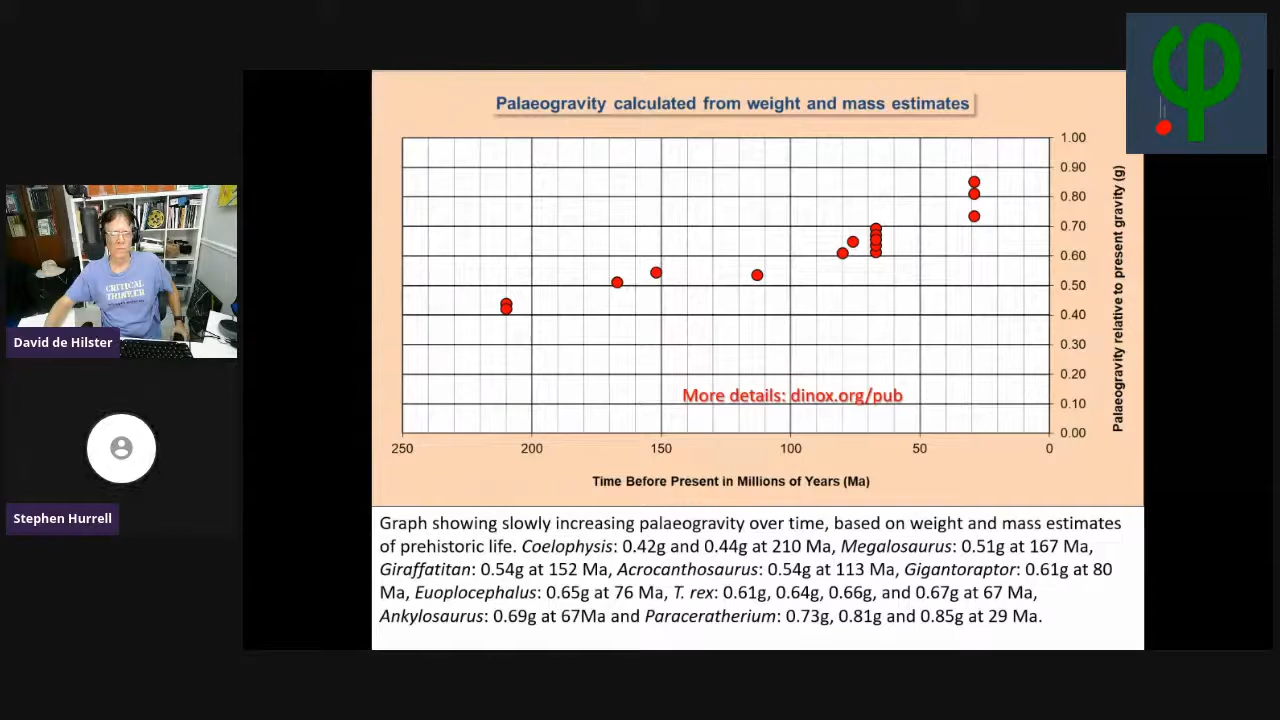 Palaeogravity calculated from weight and mass estimates
1.00
0.90
0.80
0.70
0.60
0.50
0.40
0.30
0.20
0.10
0.00
Palaeogravity relative to present gravity (g)
More details: dinox.org/pub
250 200 150 100 50 0
Time Before Present in Millions of Years (Ma)
Graph showing slowly increasing palaeogravity over time, based on weight and mass estimates
of prehistoric life. Coelophysis: 0.42g and 0.44g at 210 Ma, Megalosaurus: 0.51g at 167 Ma,
Giraffatitan: 0.54g at 152 Ma, Acrocanthosaurus: 0.54g at 113 Ma, Gigantoraptor: 0.61g at 80
Ma, Euoplocephalus: 0.65g at 76 Ma, T. rex: 0.61g, 0.64g, 0.66g, and 0.67g at 67 Ma,
Ankylosaurus: 0.69g at 67Ma and Paraceratherium: 0.73g, 0.81g and 0.85g at 29 Ma.
CRITICAL
THINKER
David de Hilster
Stephen Hurrell
φ